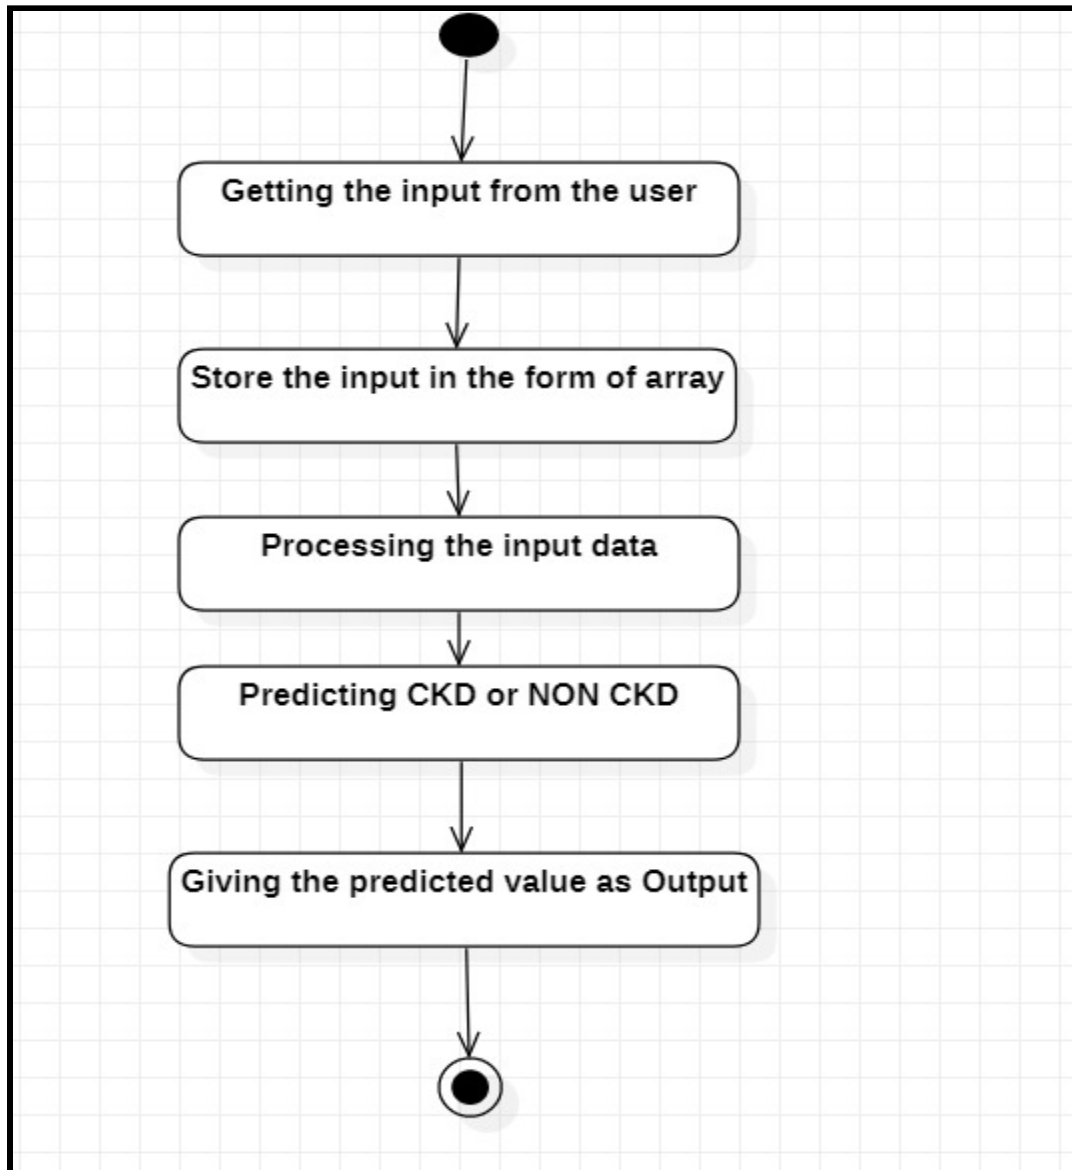 Getting the input from the user
Store the input in the form of array
Processing the input data
Predicting CKD or NON CKD
Giving the predicted value as Output